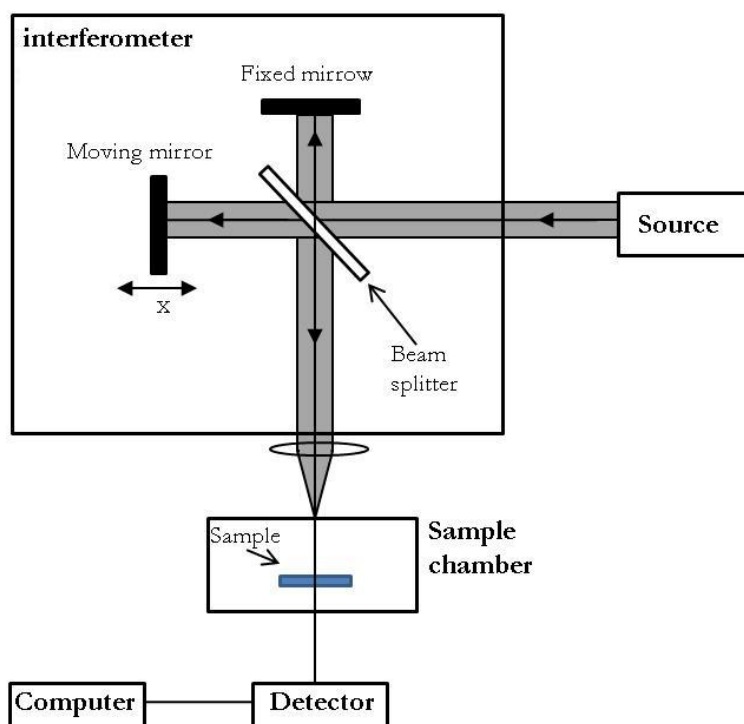 interferometer
Fixed mirrow
Moving mirror
Source
x
Beam
splitter
Sample
Sample
chamber
Computer
Detector